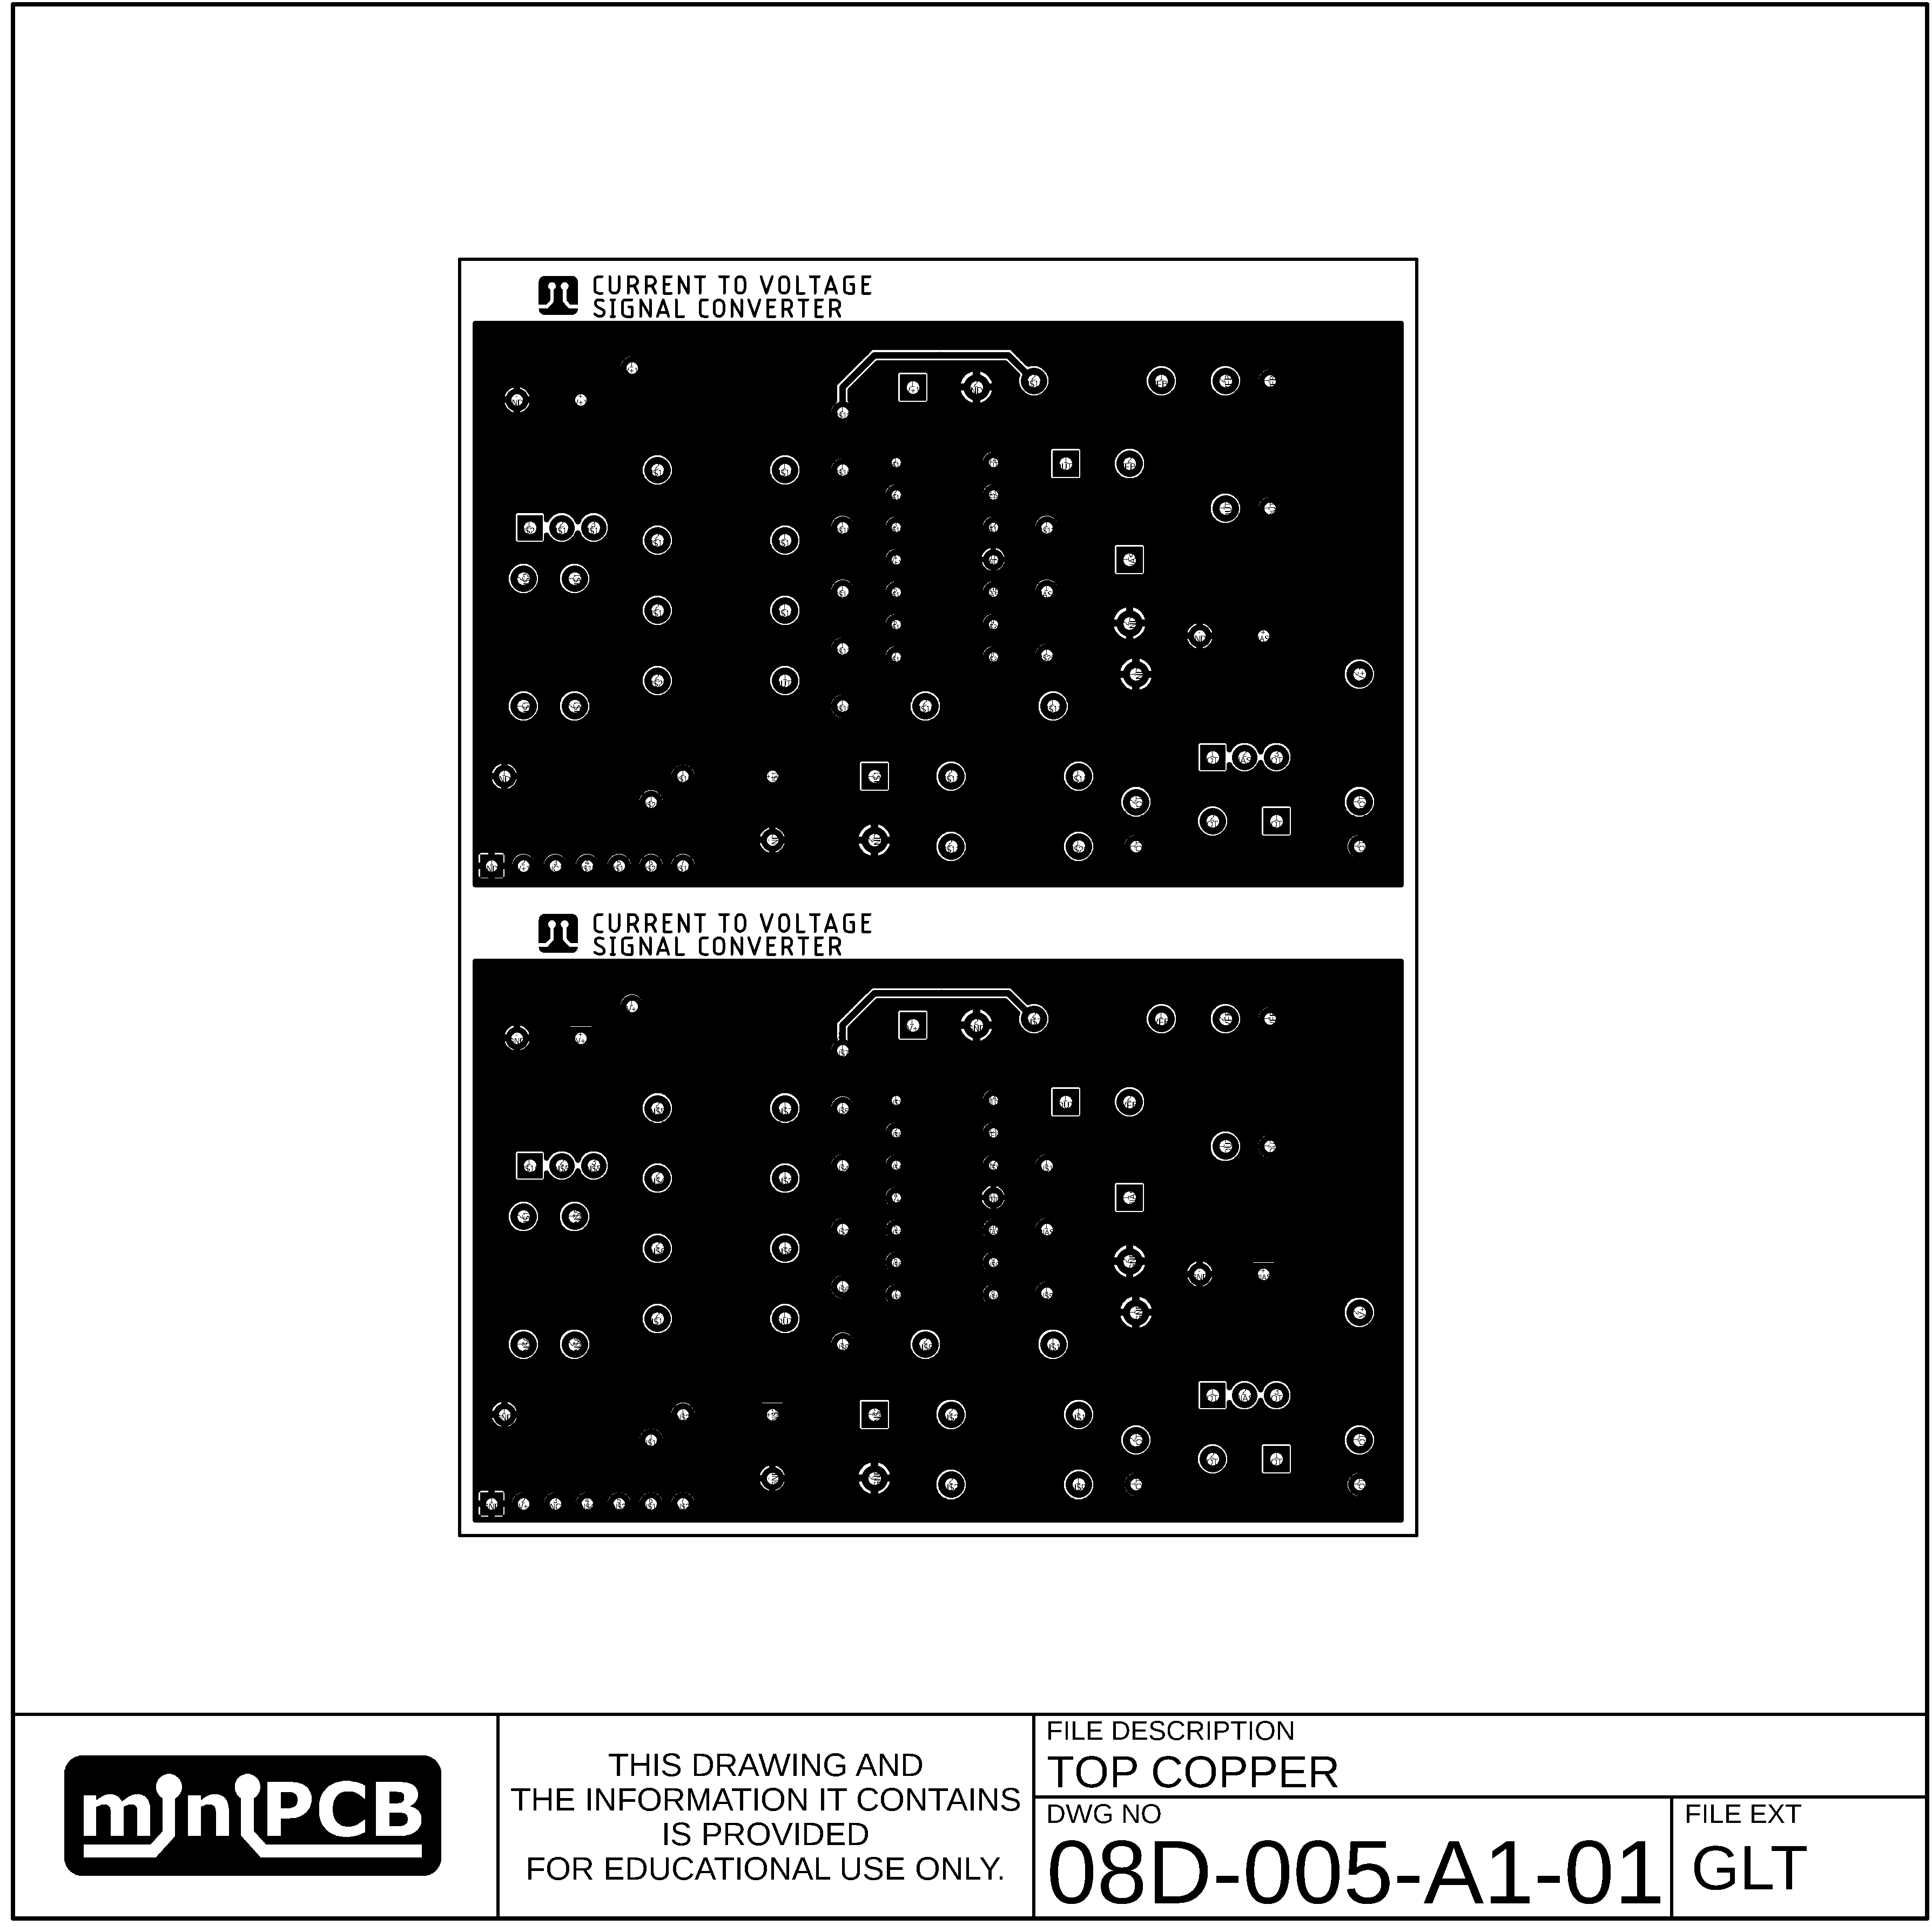 CURRENT TO VOLTAGE
SIGNAL CONVERTER
CURRENT TO VOLTAGE
SIGNAL CONVERTER
miniPCB
THIS DRAWING AND
THE INFORMATION IT CONTAINS
IS PROVIDED
FOR EDUCATIONAL USE ONLY.
FILE DESCRIPTION
TOP COPPER
DWG NO
08D-005-A1-01
FILE EXT
GLT